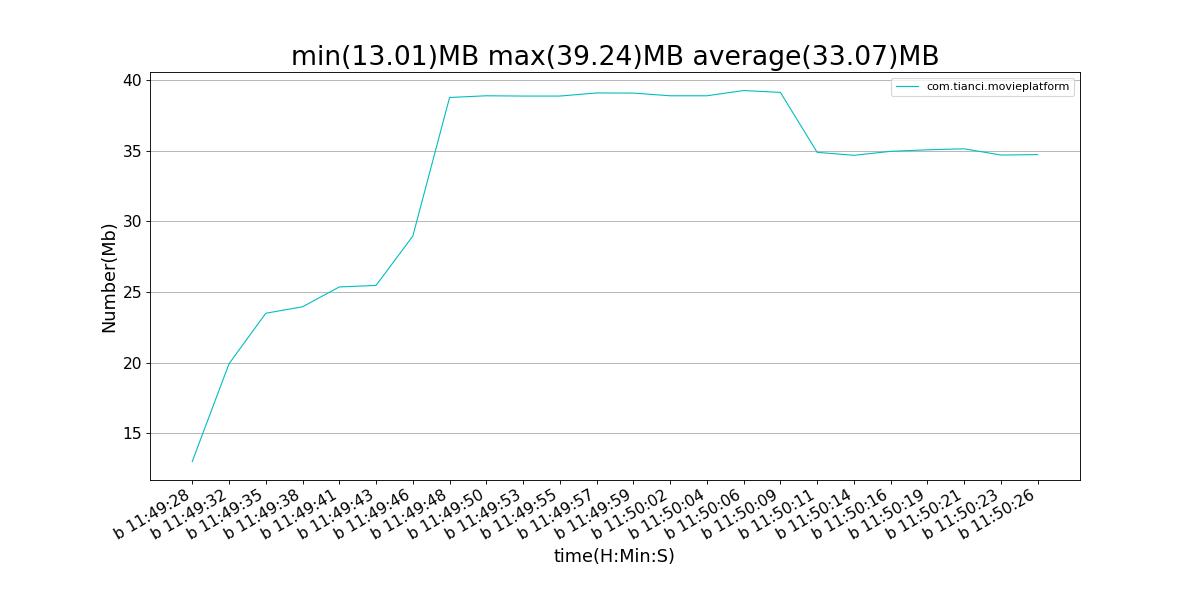 min(13.01)MB max(39.24)MB average(33.07)MB
com.tianci.movieplatform
40
35
30
25
20
15
Number(Mb)
b 11:49:28
b 11:49:32
b 11:49:35
b 11:49:38
b 11:49:41
b 11:49:43
b 11:49:46
b 11:49:48
b 11:49:50
b 11:49:53
b 11:49:55
b 11:49:57
b 11:49:59
b 11:50:02
b 11:50:04
b 11:50:06
b 11:50:09
b 11:50:11
b 11:50:14
b 11:50:16
b 11:50:19
b 11:50:21
b 11:50:23
b 11:50:26
time(H:Min:S)